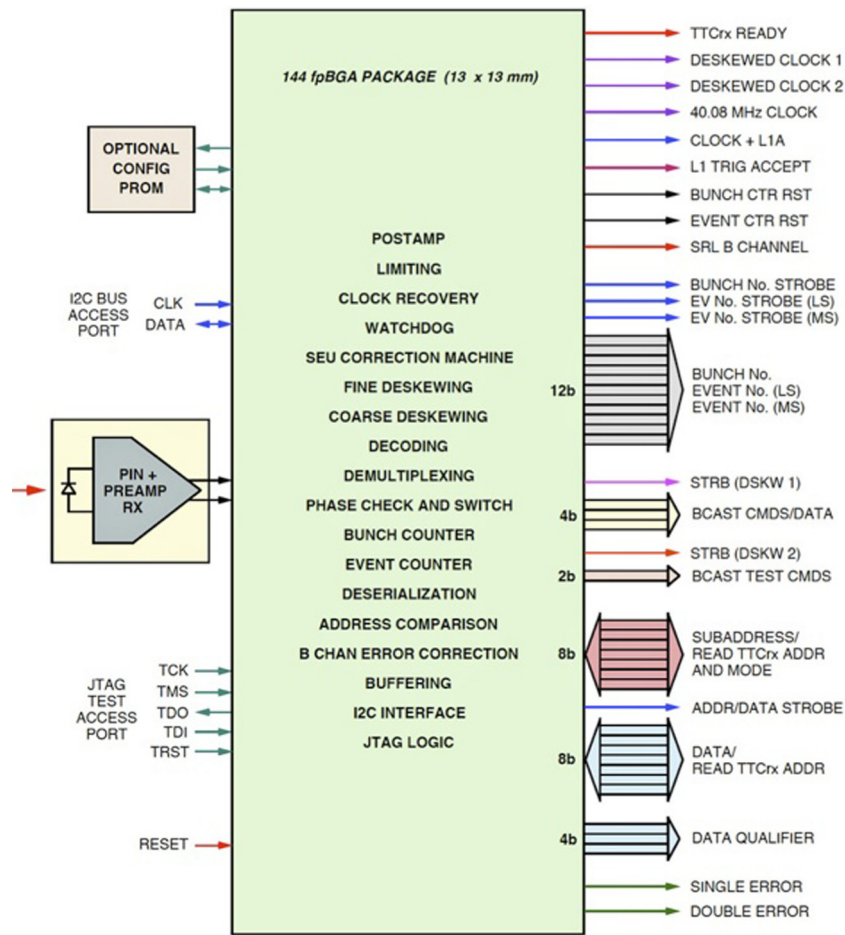 144 fpBGA PACKAGE (13 x 13 mm)
OPTIONAL
CONFIG
PROM
I2C BUS
ACCESS
PORT
CLK
DATA
PIN +
PREAMP
RX
JTAG
TEST
ACCESS
PORT
TCK
TMS
TDO
TDI
TRST
RESET
POSTAMP
LIMITING
CLOCK RECOVERY
WATCHDOG
SEU CORRECTION MACHINE
FINE DESKEWING
COARSE DESKEWING
DECODING
DEMULTIPLEXING
PHASE CHECK AND SWITCH
BUNCH COUNTER
EVENT COUNTER
DESERIALIZATION
ADDRESS COMPARISON
B CHAN ERROR CORRECTION
BUFFERING
I2C INTERFACE
JTAG LOGIC
TTCrx READY
DESKEWED CLOCK 1
DESKEWED CLOCK 2
40.08 MHz CLOCK
CLOCK + L1A
L1 TRIG ACCEPT
BUNCH CTR RST
EVENT CTR RST
SRL B CHANNEL
BUNCH No. STROBE
EV No. STROBE (LS)
EV No. STROBE (MS)
12b
BUNCH No.
EVENT No. (LS)
EVENT No. (MS)
STRB (DSKW 1)
4b
BCAST CMDS/DATA
STRB (DSKW 2)
2b
BCAST TEST CMDS
8b
SUBADDRESS/
READ TTCrx ADDR
AND MODE
ADDR/DATA STROBE
8b
DATA/
READ TTCrx ADDR
4b
DATA QUALIFIER
SINGLE ERROR
DOUBLE ERROR